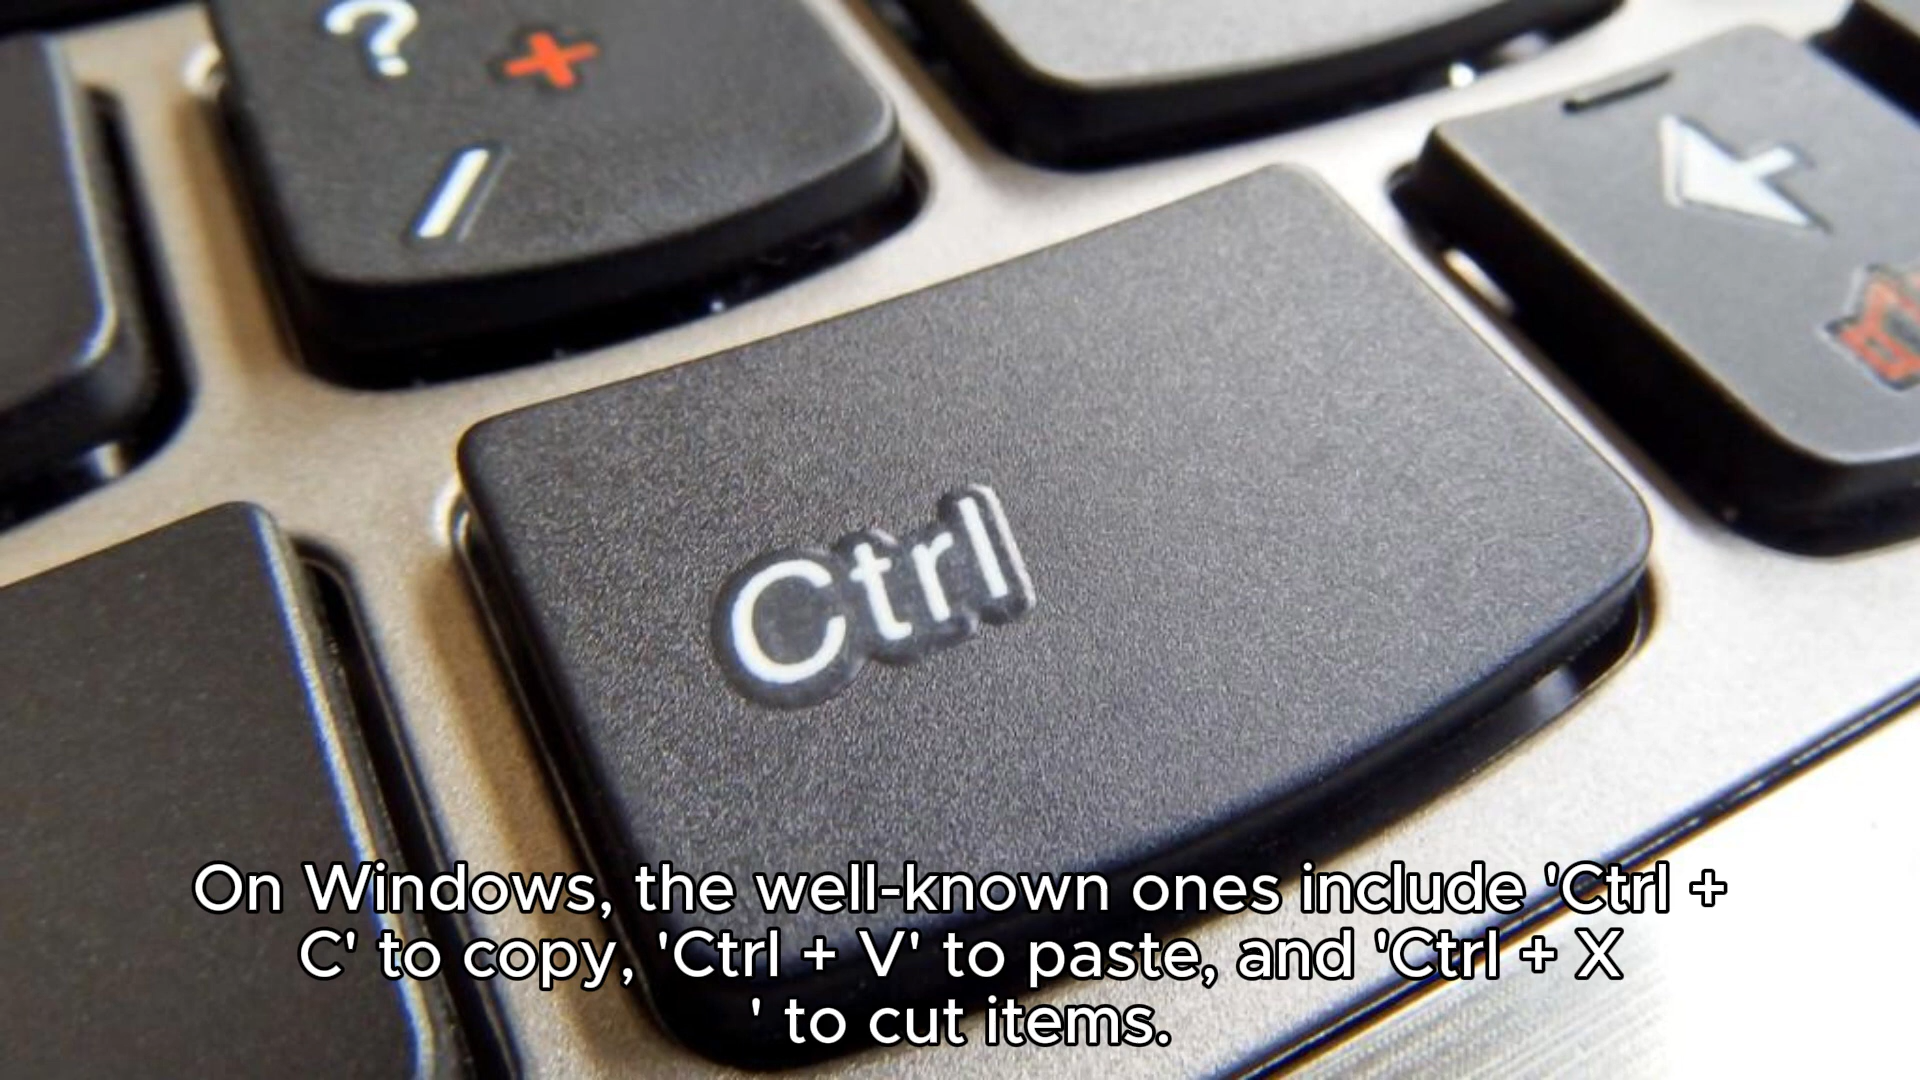 ?
/
Ctrl
On Windows, the well-known ones include 'Ctrl +
C' to copy, 'Ctrl + V' to paste, and 'Ctrl + X
' to cut items.